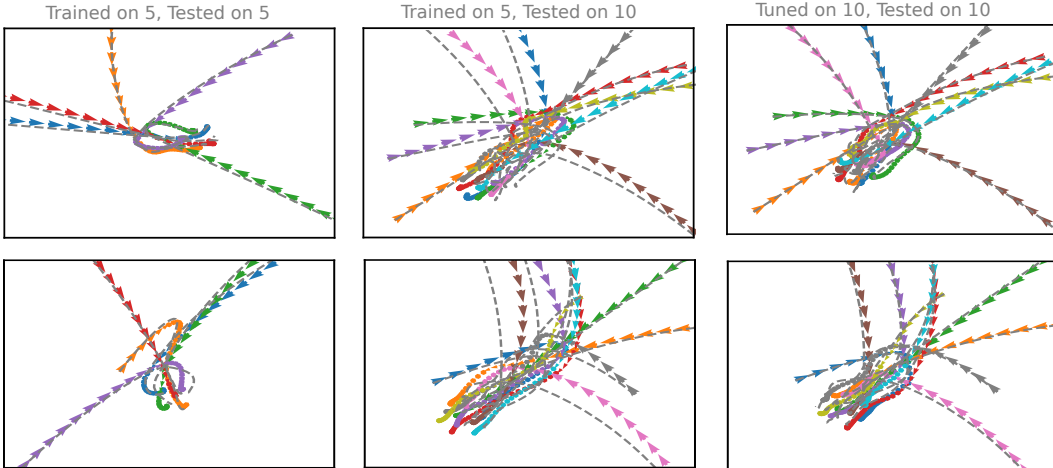 Trained on 5, Tested on 5
Trained on 5, Tested on 10
Tuned on 10, Tested on 10